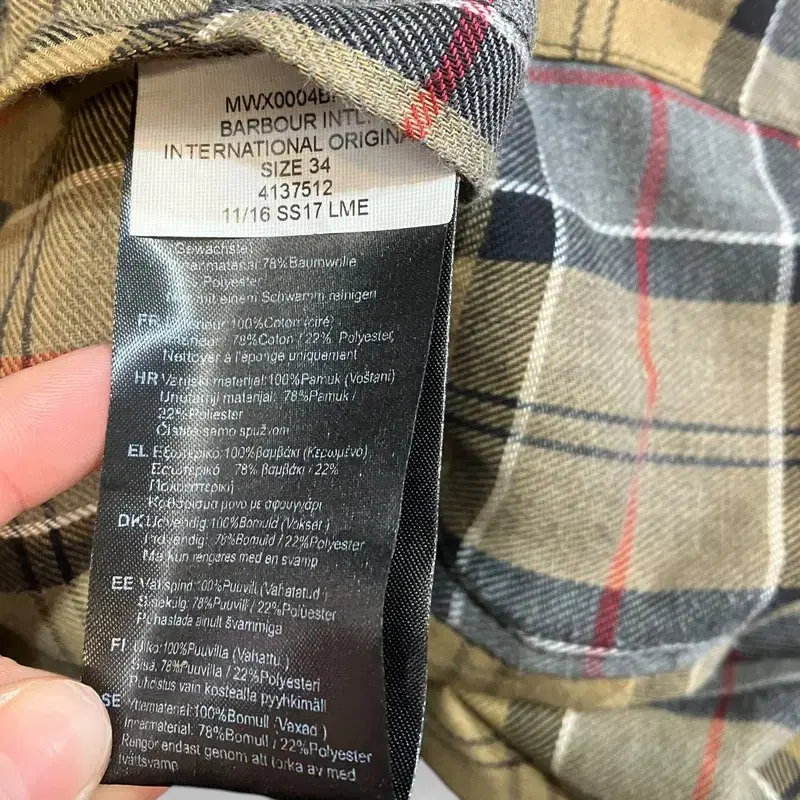 BARBOUR INTL
INTERNATIONAL ORIGINA
SIZE 34
4137512
11/16 SS17 LME
Gewachste)
78%Baumwolle
Polyester
mit einem Schwamm reinigen
FR 100%Coton (ciré)
78%Coton / 22% Polyester,
Nettoyer à l'éponge uniquement
HR Vanjski materijal:100%Pamuk (Voštani)
Unutarnji materijal: 78%Pamuk /
22%Poliester
Čistite samo spužvom
EL Εξωτερικό:100%βαμβάκι (Κερωμένο)
Εσωτερικό 78% βαμβάκι / 22%
Πολυεστερική
Καθάρισμα μονο με σφουγγάρι
DK Udvendig:100%Bomuld (Vokset )
Indvendig: 78%Bomuld / 22%Polyester
Må kun rengøres med en svamp
EE Välispind:100%Puuvill (Vahatatud )
Sisekülg: 78%Puuvill / 22%Polüester
Puhastada ainult švammiga
FI Ulko:100%Puuvilla (Vahattu )
Sisä: 78%Puuvilla / 22%Polyesteri
Puhdistus vain kostealla pyyhkimäll
SE Yttermaterial:100%Bomull (Vaxad )
Innermaterial: 78%Bomull / 22%Polyester
Rengör endast genom att torka av med
tvättsvamp